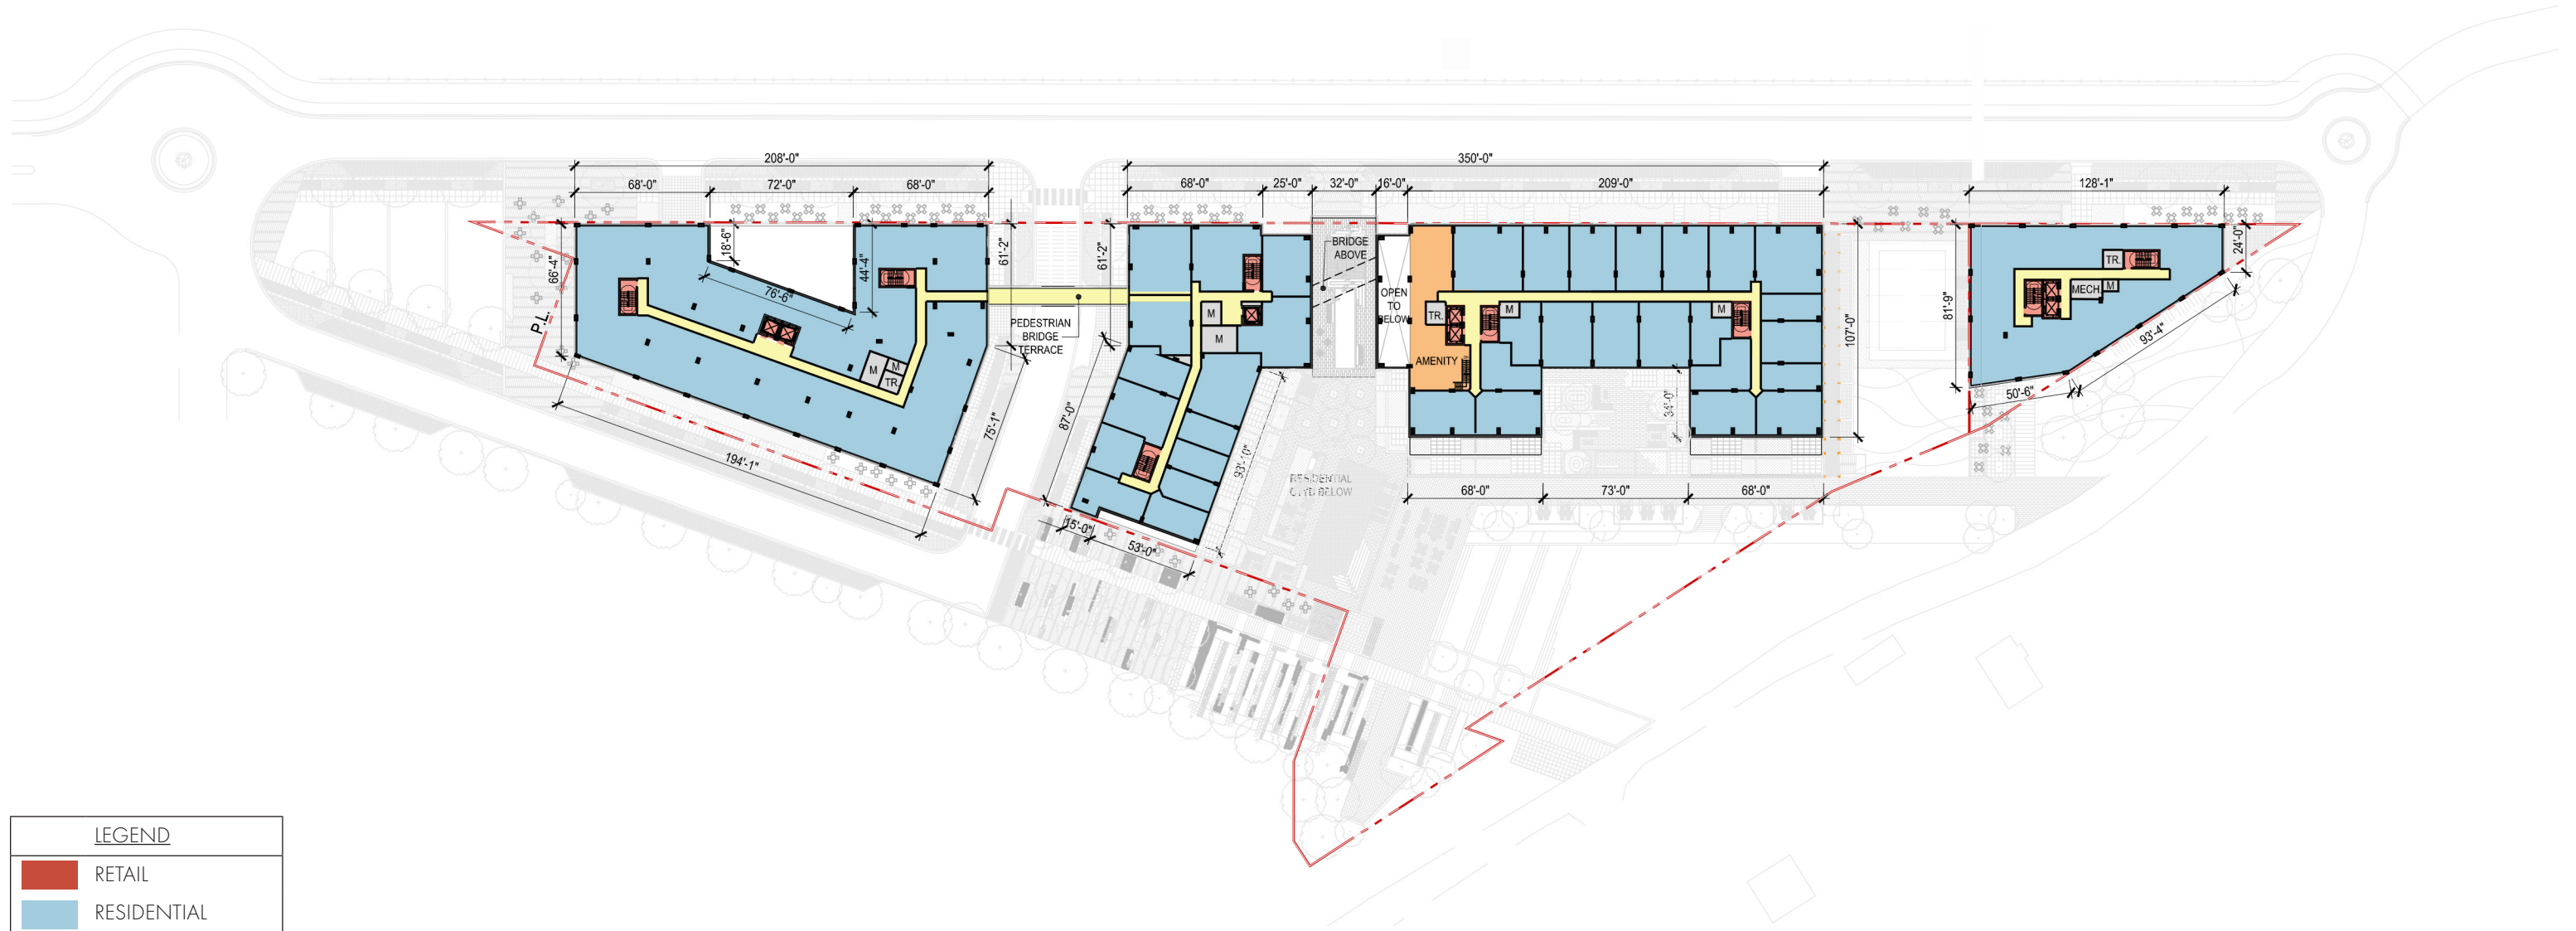 208'-0"
350'-0"
68'-0"
72'-0"
68'-0"
68'-0"
25'-0"
32'-0"
16'-0"
209'-0"
128'-1"
18'-6"
66'-4"
44'-4"
61'-2"
61'-2"
24'-0"
BRIDGE
ABOVE
TR.
MECH.
M
76'-6"
OPEN
TO
BELOW
P.L.
PEDESTRIAN
BRIDGE
TERRACE
M
M
TR.
M
M
81'-9"
107'-0"
93'-4"
AMENITY
M
M
TR.
50'-6"
34'-0"
87'-0"
75'-1"
194'-1"
93'-10"
RESIDENTIAL
CTYD BELOW
68'-0"
73'-0"
68'-0"
15'-0"
53'-0"
LEGEND
RETAIL
RESIDENTIAL